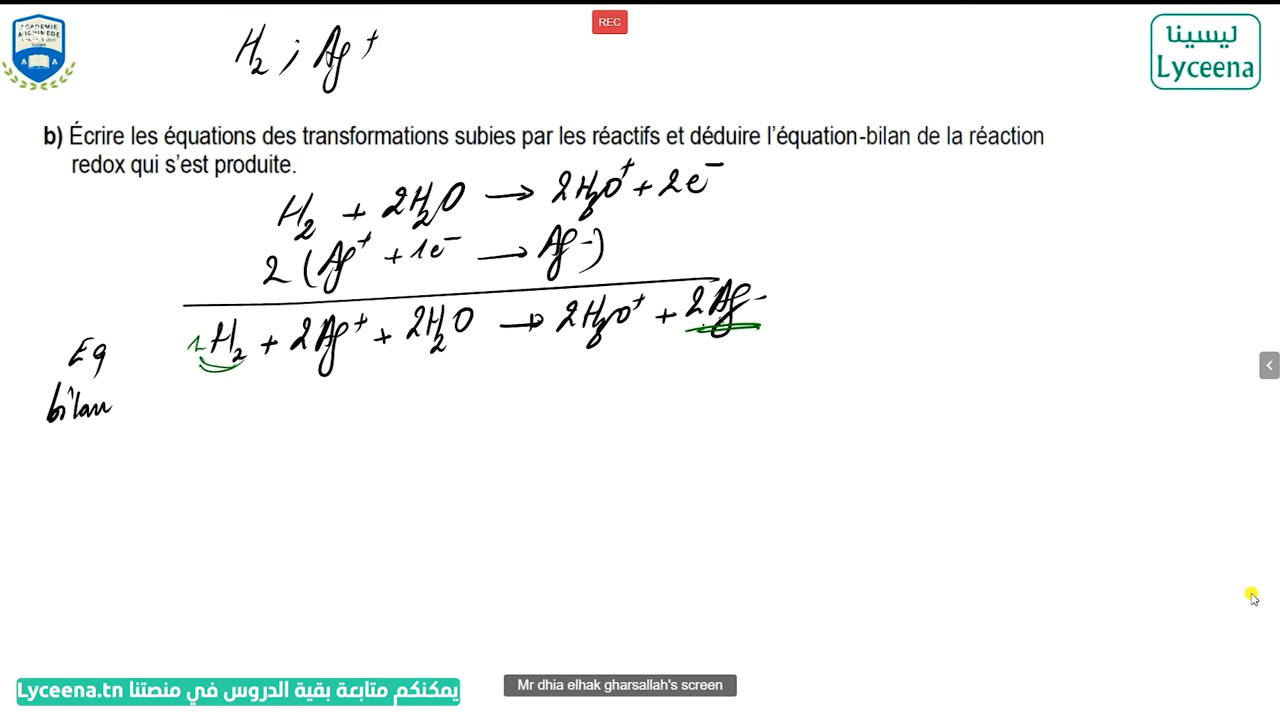 REC
ACADEMIE
ARCHIMEDE
H2 ; Ag+
ليسينا
Lyceena
b) Écrire les équations des transformations subies par les réactifs et déduire l'équation-bilan de la réaction
redox qui s'est produite.
H2 + 2H2O → 2H3O+ + 2e-
2 (Ag+ + 1e- → Ag)
Eq 1H2 + 2Ag+ + 2H2O → 2H3O+ + 2Ag
bilan
Lyceena.tn يمكنكم متابعة بقية الدروس في منصتنا
Mr dhia elhak gharsallah's screen